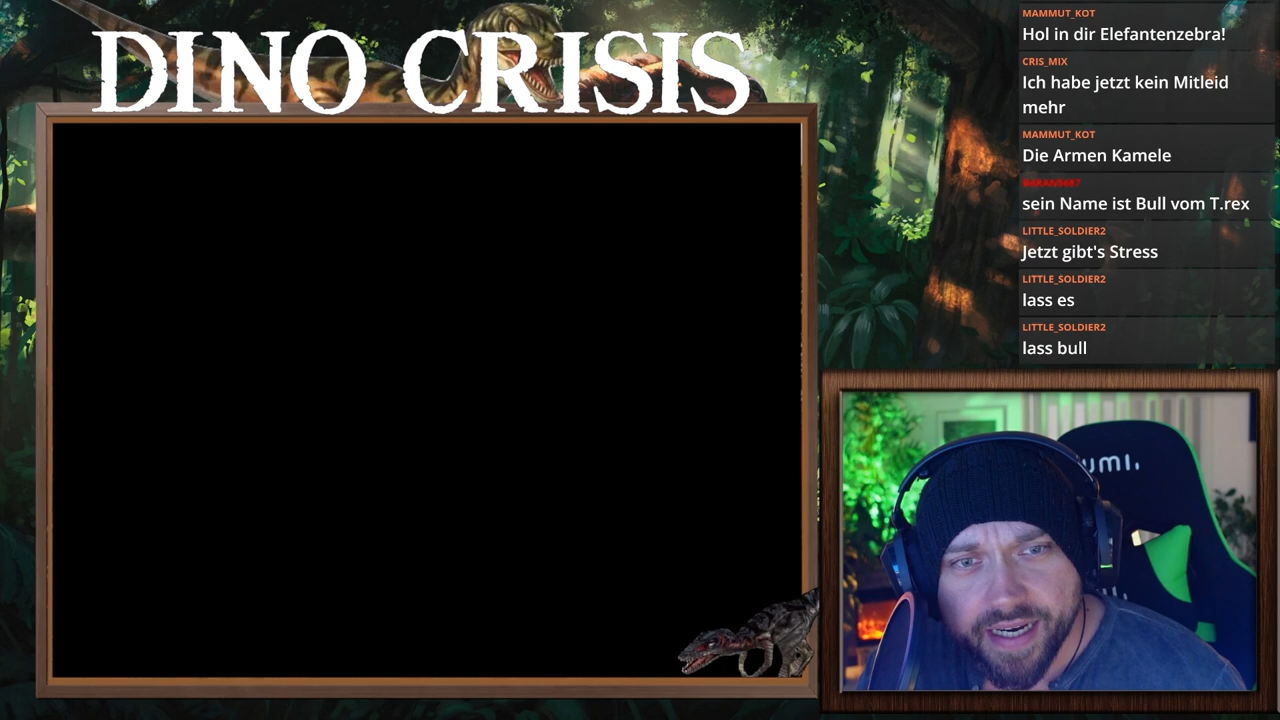 DINO CRISIS
MAMMUT_KOT
Hol in dir Elefantenzebra!
CRIS_MIX
Ich habe jetzt kein Mitleid
mehr
MAMMUT_KOT
Die Armen Kamele
sein Name ist Bull vom T.rex
LITTLE_SOLDIER2
Jetzt gibt's Stress
LITTLE_SOLDIER2
lass es
LITTLE_SOLDIER2
lass bull